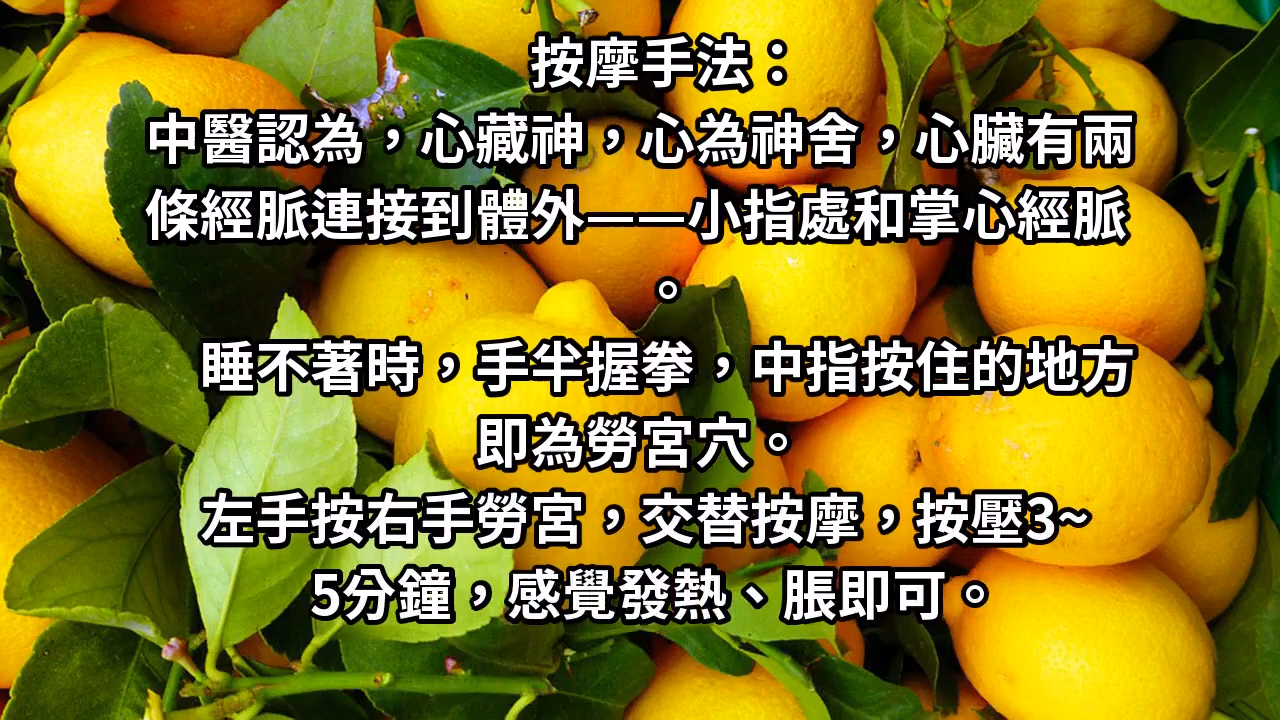 按摩手法：
中醫認為，心藏神，心為神舍，心臟有兩
條經脈連接到體外——小指處和掌心經脈
。
睡不著時，手半握拳，中指按住的地方
即為勞宮穴。
左手按右手勞宮，交替按摩，按壓3~
5分鐘，感覺發熱、脹即可。